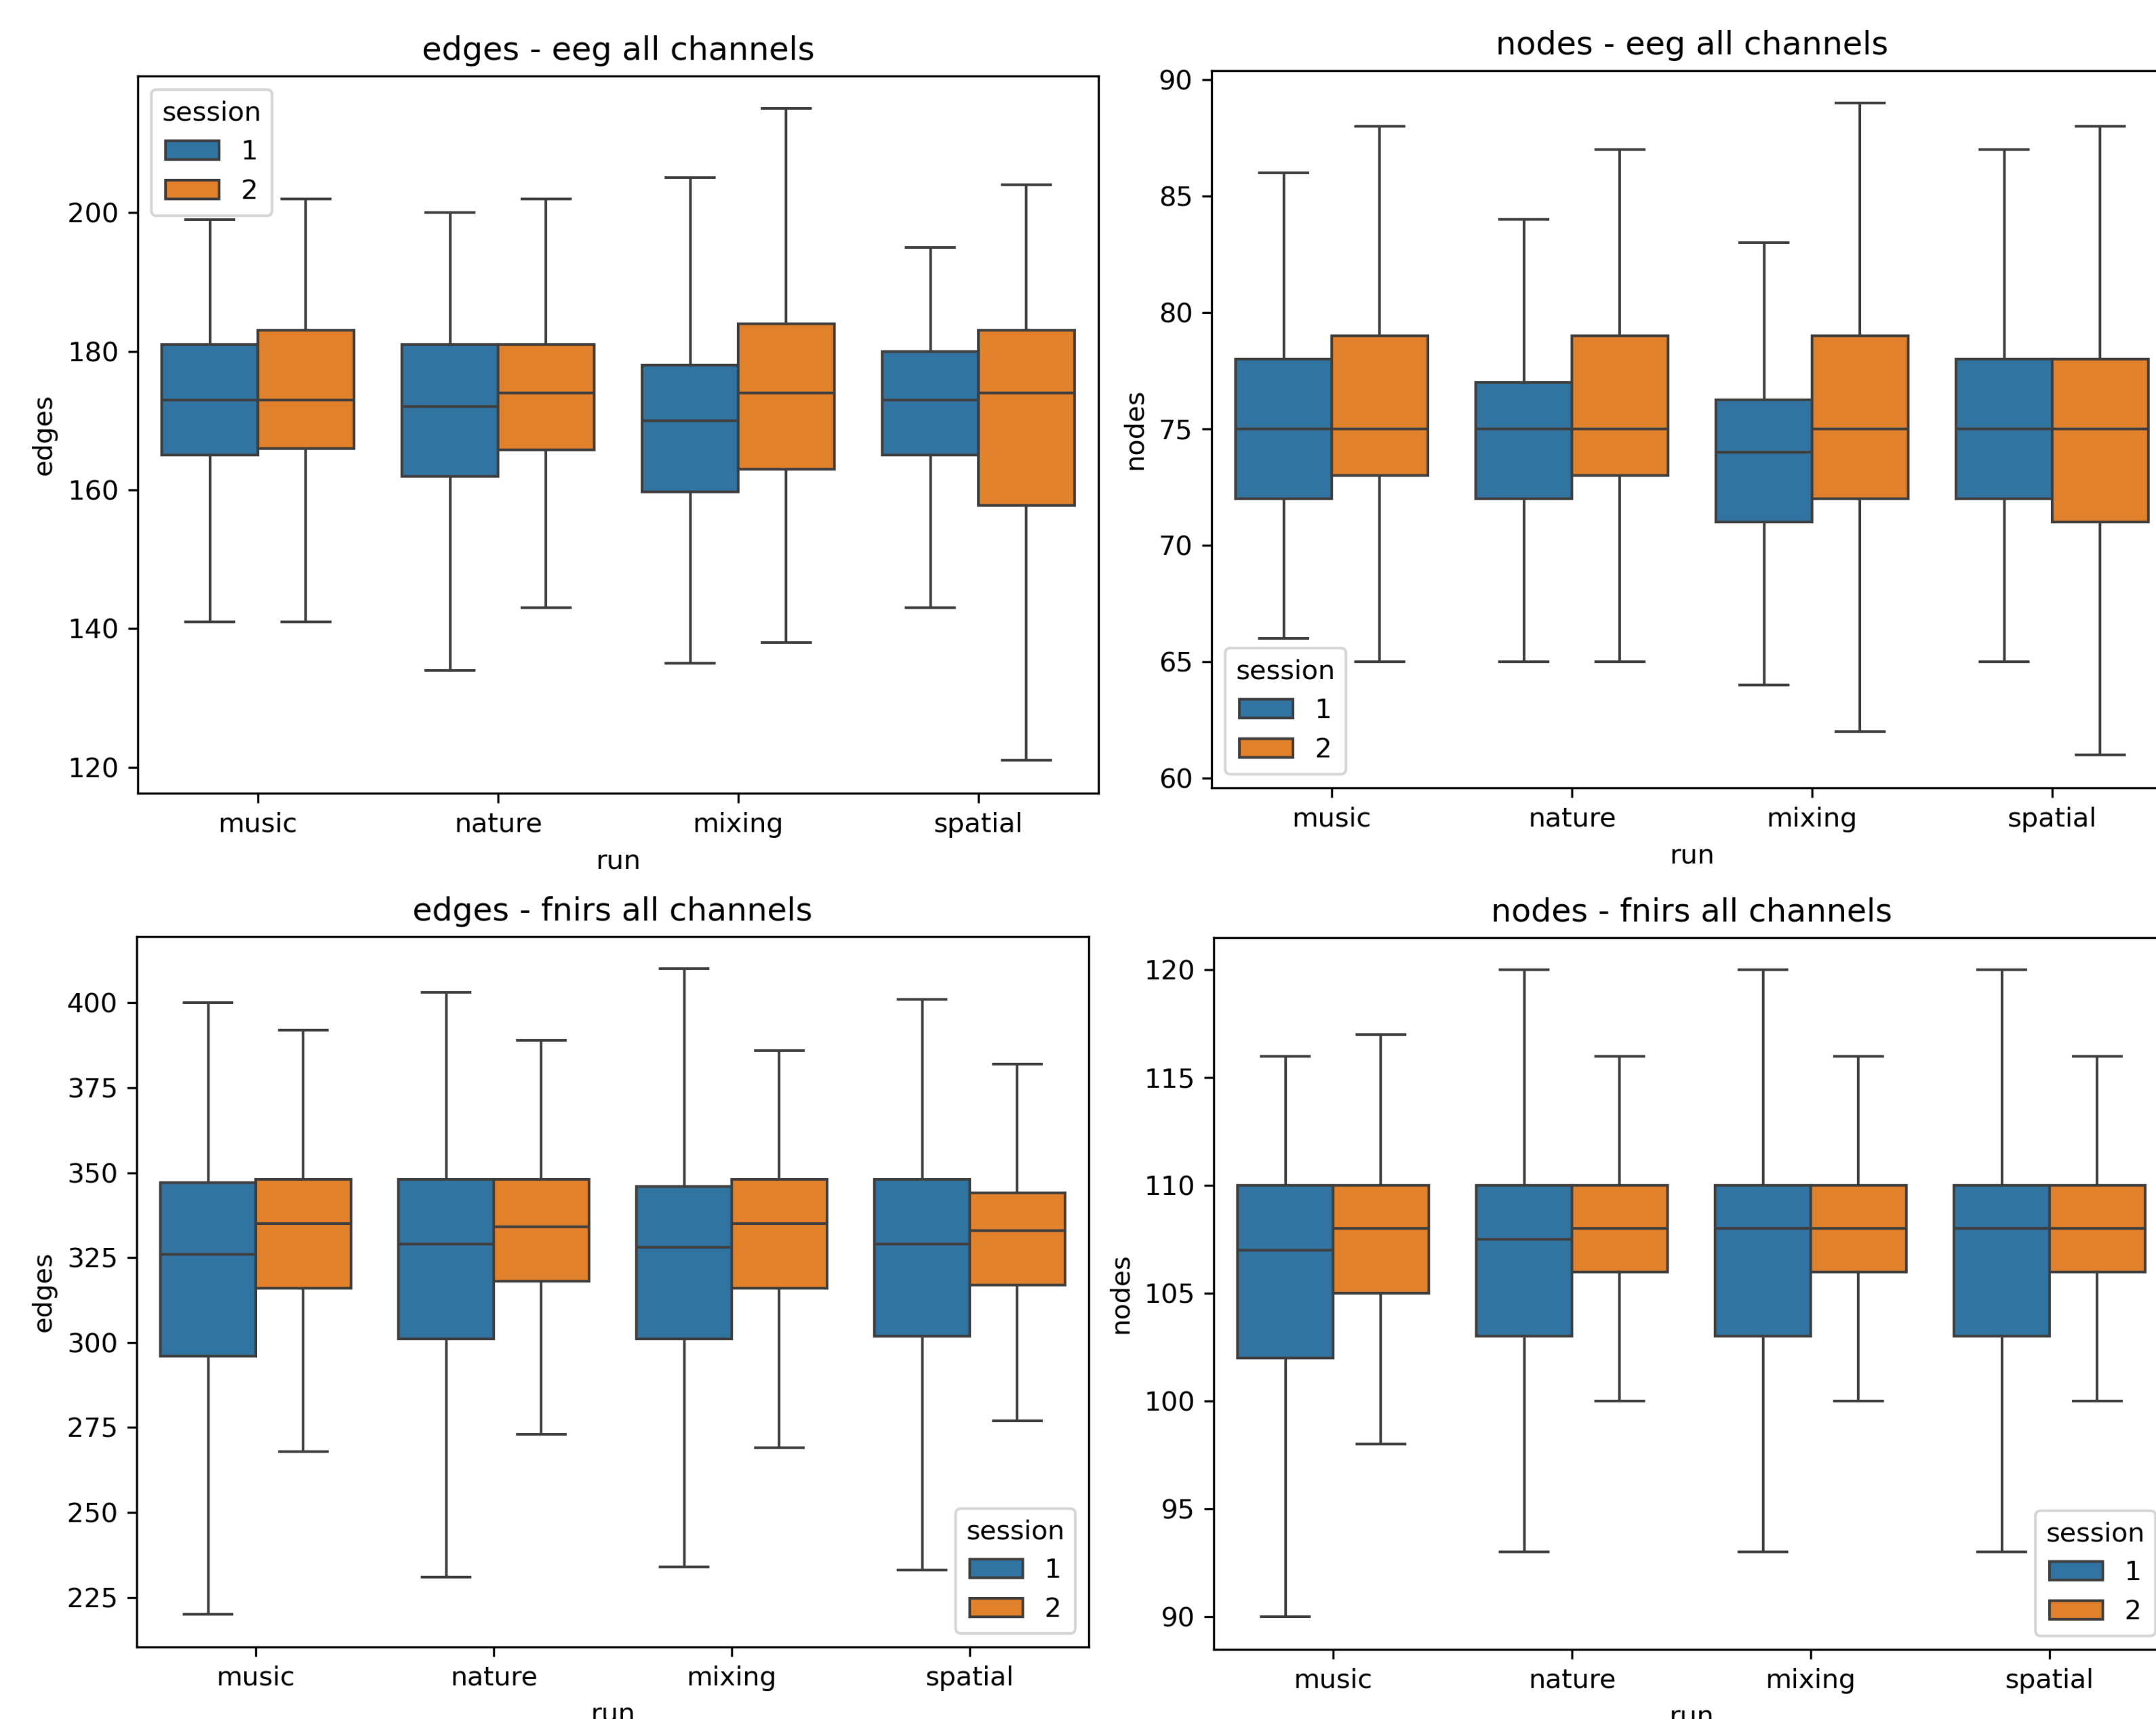 edges - eeg all channels
session
1
2
200
180
160
140
120
edges
music nature mixing spatial
run
nodes - eeg all channels
90
85
80
75
70
65
60
nodes
session
1
2
music nature mixing spatial
run
edges - fnirs all channels
400
375
350
325
300
275
250
225
edges
session
1
2
music nature mixing spatial
run
nodes - fnirs all channels
120
115
110
105
100
95
90
nodes
session
1
2
music nature mixing spatial
run